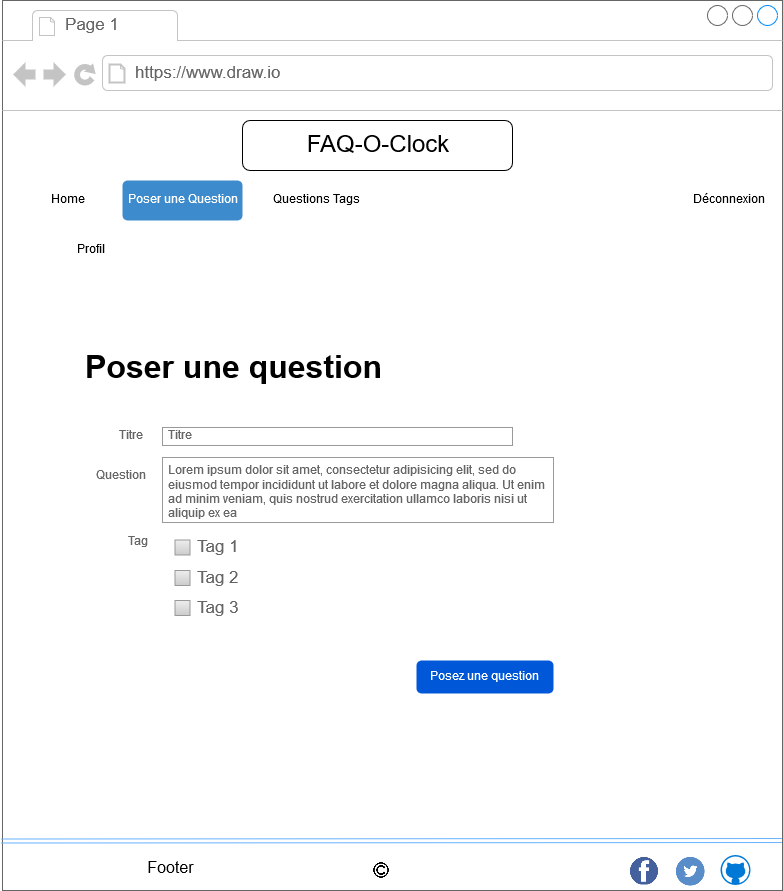 Page 1
https://www.draw.io
FAQ-O-Clock
Home
Poser une Question
Questions Tags
Déconnexion
Profil
Poser une question
Titre
Titre
Question
Lorem ipsum dolor sit amet, consectetur adipisicing elit, sed do
eiusmod tempor incididunt ut labore et dolore magna aliqua. Ut enim
ad minim veniam, quis nostrud exercitation ullamco laboris nisi ut
aliquip ex ea
Tag
Tag 1
Tag 2
Tag 3
Posez une question
Footer
©